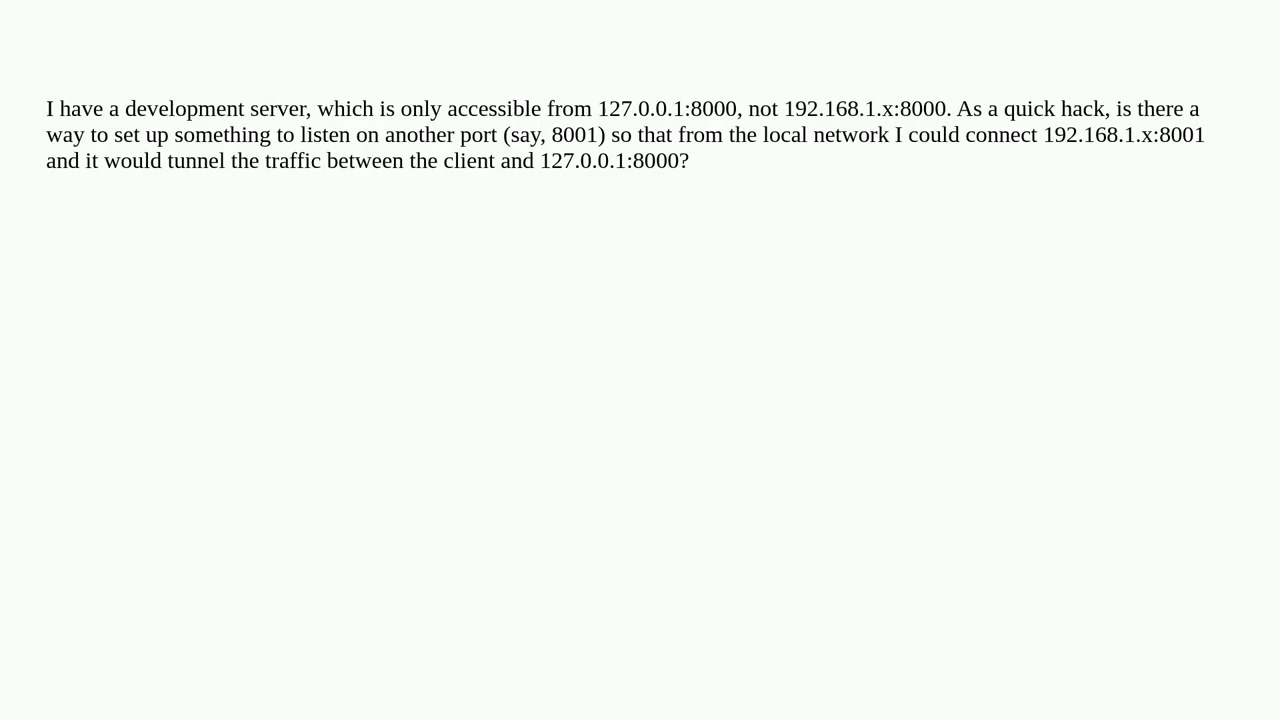 I have a development server, which is only accessible from 127.0.0.1:8000, not 192.168.1.x:8000. As a quick hack, is there a
way to set up something to listen on another port (say, 8001) so that from the local network I could connect 192.168.1.x:8001
and it would tunnel the traffic between the client and 127.0.0.1:8000?